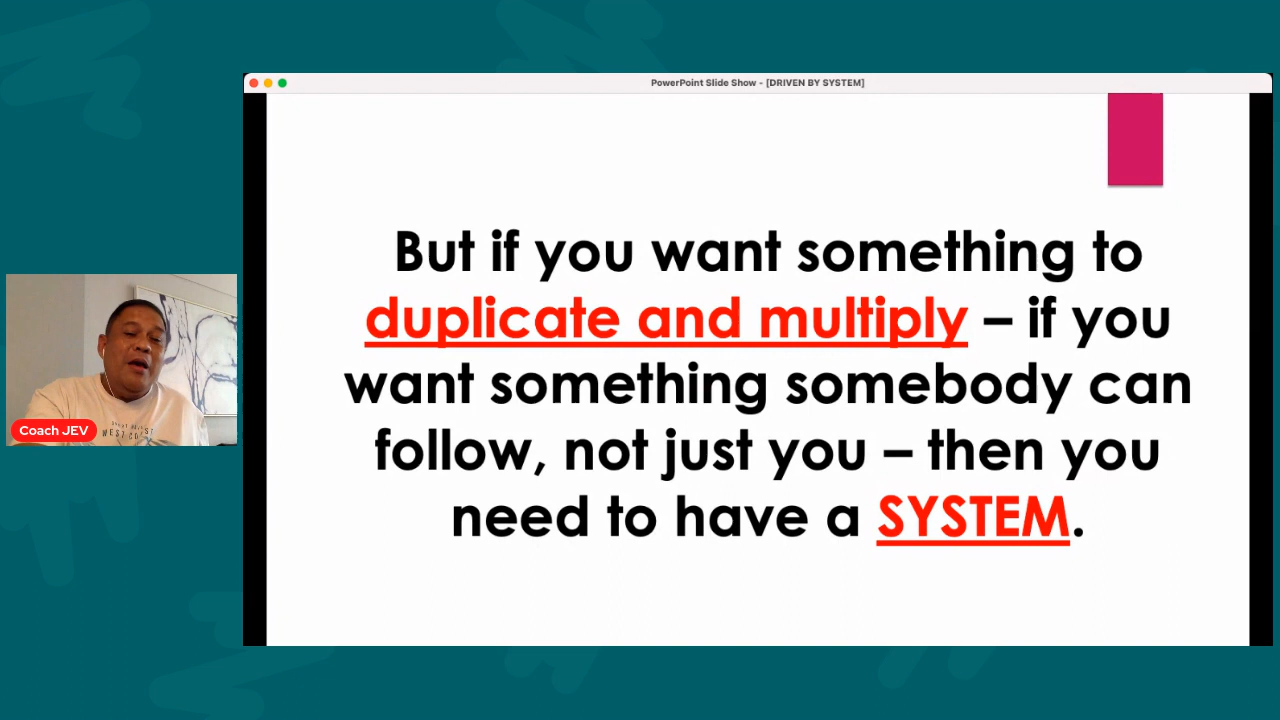 PowerPoint Slide Show - [DRIVEN BY SYSTEM]
But if you want something to
duplicate and multiply – if you
want something somebody can
follow, not just you – then you
need to have a SYSTEM.
Coach JEV